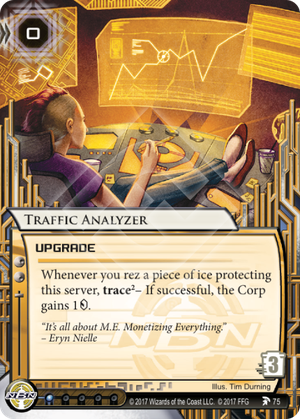 0
TRAFFIC ANALYZER
UPGRADE
Whenever you rez a piece of ice protecting
this server, trace²– If successful, the Corp
gains 1.
"It's all about M.E. Monetizing Everything."
– Eryn Nielle
NBN
3
Illus. Tim Durning
NBN
© 2017 Wizards of the Coast LLC. © 2017 FFG
75